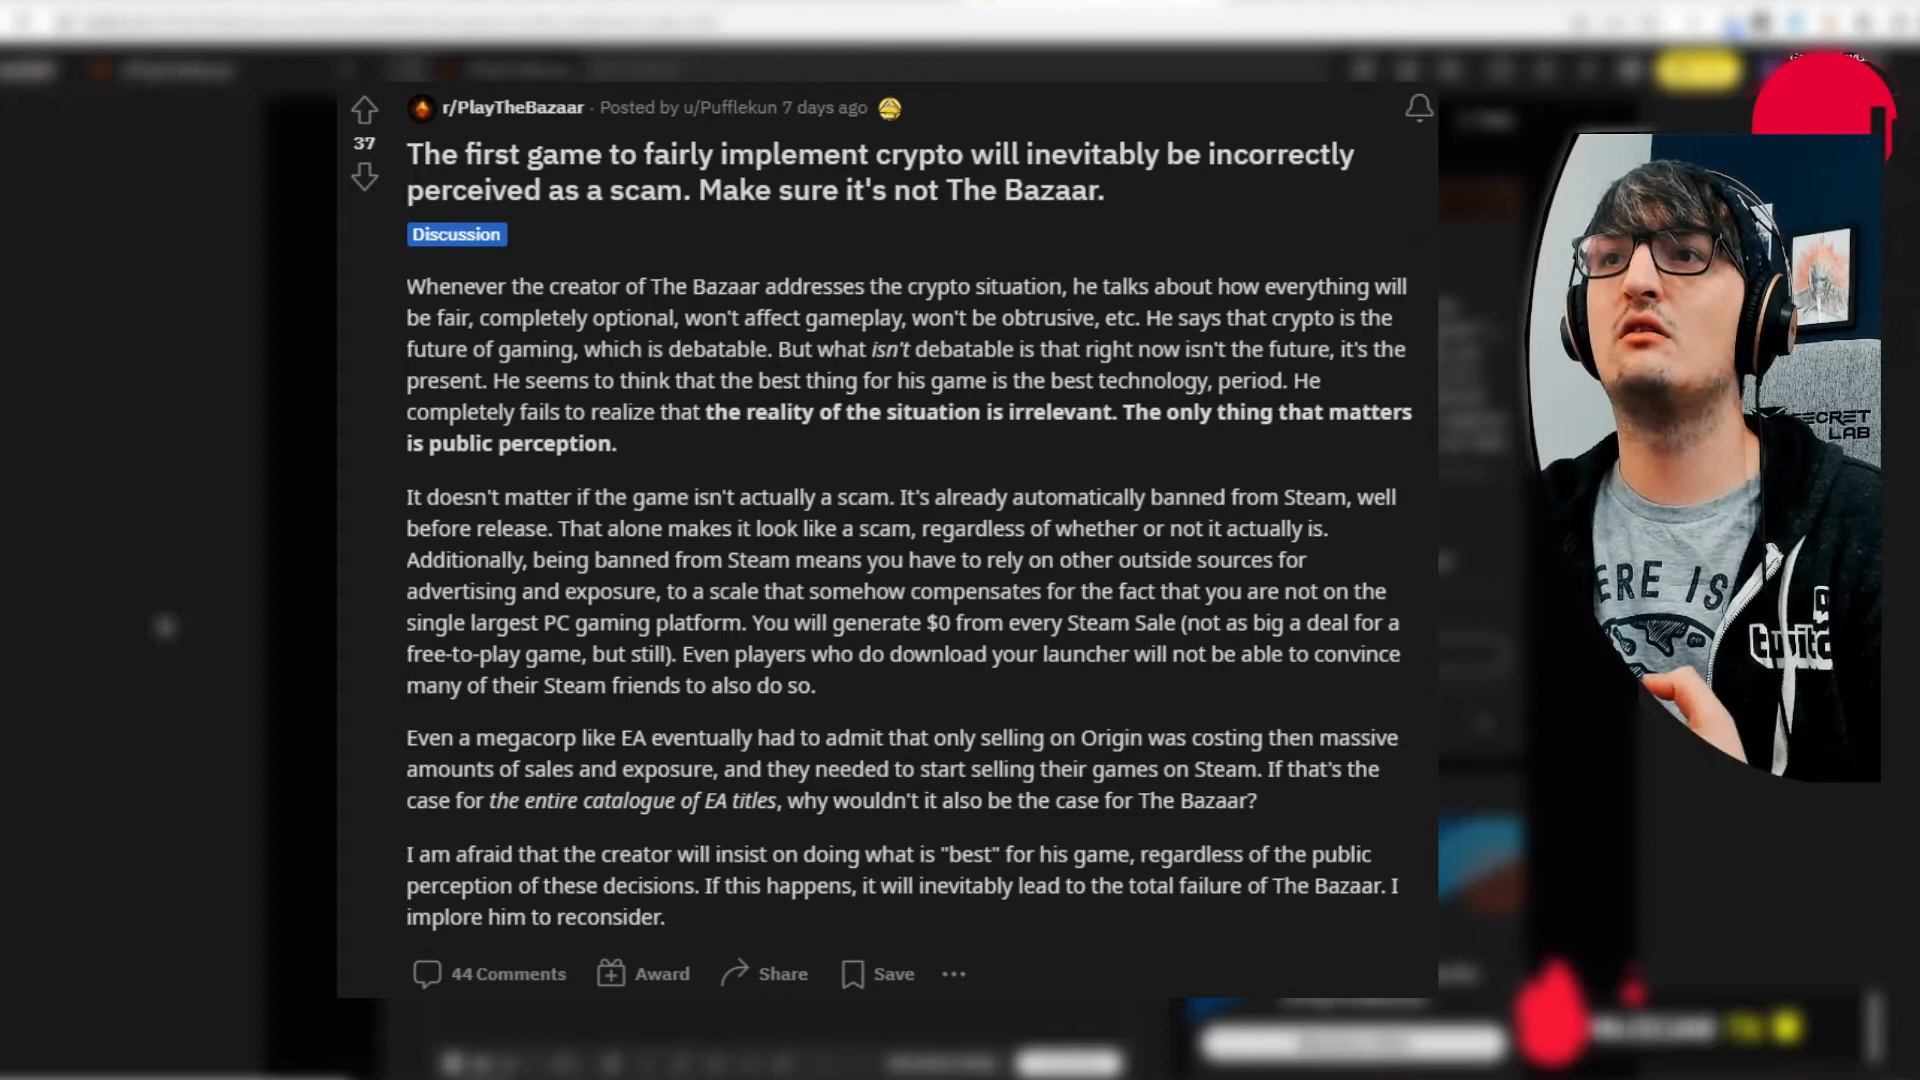 r/PlayTheBazaar · Posted by u/Pufflekun 7 days ago
37
The first game to fairly implement crypto will inevitably be incorrectly
perceived as a scam. Make sure it's not The Bazaar.
Discussion
Whenever the creator of The Bazaar addresses the crypto situation, he talks about how everything will
be fair, completely optional, won't affect gameplay, won't be obtrusive, etc. He says that crypto is the
future of gaming, which is debatable. But what isn't debatable is that right now isn't the future, it's the
present. He seems to think that the best thing for his game is the best technology, period. He
completely fails to realize that the reality of the situation is irrelevant. The only thing that matters
is public perception.
It doesn't matter if the game isn't actually a scam. It's already automatically banned from Steam, well
before release. That alone makes it look like a scam, regardless of whether or not it actually is.
Additionally, being banned from Steam means you have to rely on other outside sources for
advertising and exposure, to a scale that somehow compensates for the fact that you are not on the
single largest PC gaming platform. You will generate $0 from every Steam Sale (not as big a deal for a
free-to-play game, but still). Even players who do download your launcher will not be able to convince
many of their Steam friends to also do so.
Even a megacorp like EA eventually had to admit that only selling on Origin was costing then massive
amounts of sales and exposure, and they needed to start selling their games on Steam. If that's the
case for the entire catalogue of EA titles, why wouldn't it also be the case for The Bazaar?
I am afraid that the creator will insist on doing what is "best" for his game, regardless of the public
perception of these decisions. If this happens, it will inevitably lead to the total failure of The Bazaar. I
implore him to reconsider.
44 Comments Award Share Save
ECRET
LAB
ERE IS
twitc